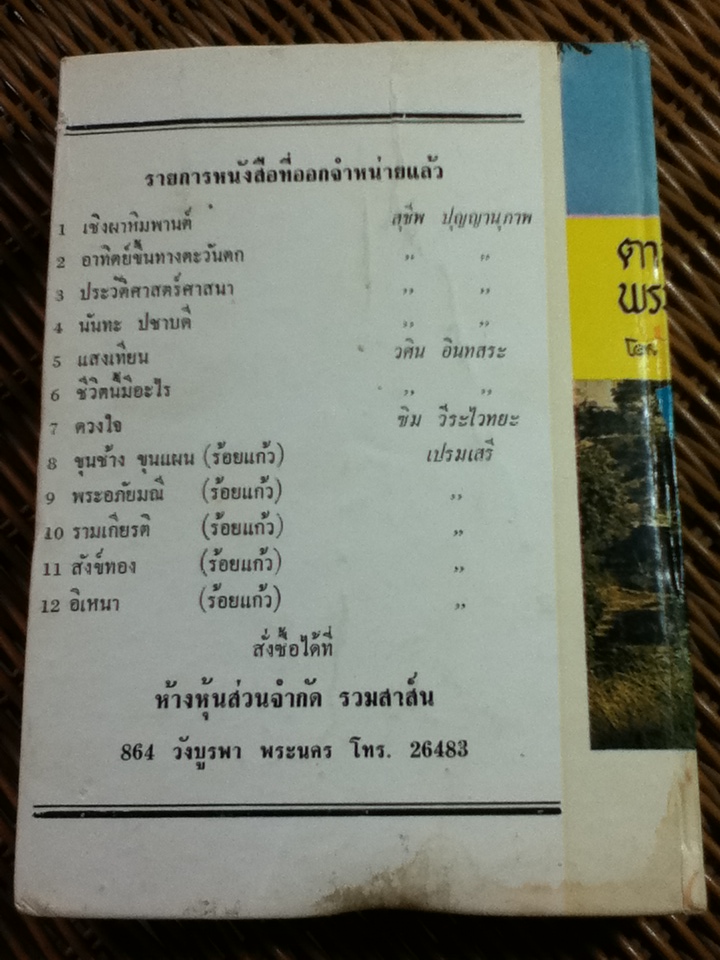 รายการหนังสือที่ออกจำหน่ายแล้ว
1 เชิงผาหิมพานต์ สุชีพ ปุญญานุภาพ
2 อาทิตย์ขึ้นทางตะวันตก ,, ,,
3 ประวัติศาสตร์ศาสนา ,, ,,
4 นันทะ ปชาบดี ,, ,,
5 แสงเทียน วศิน อินทสระ
6 ชีวิตนี้มีอะไร ,, ,,
7 ดวงใจ ซิม วีระไวทยะ
8 ขุนช้าง ขุนแผน (ร้อยแก้ว) เปรมเสรี
9 พระอภัยมณี (ร้อยแก้ว) ,,
10 รามเกียรติ (ร้อยแก้ว) ,,
11 สังข์ทอง (ร้อยแก้ว) ,,
12 อิเหนา (ร้อยแก้ว) ,,
สั่งซื้อได้ที่
ห้างหุ้นส่วนจำกัด รวมสาส์น
864 วังบูรพา พระนคร โทร. 26483